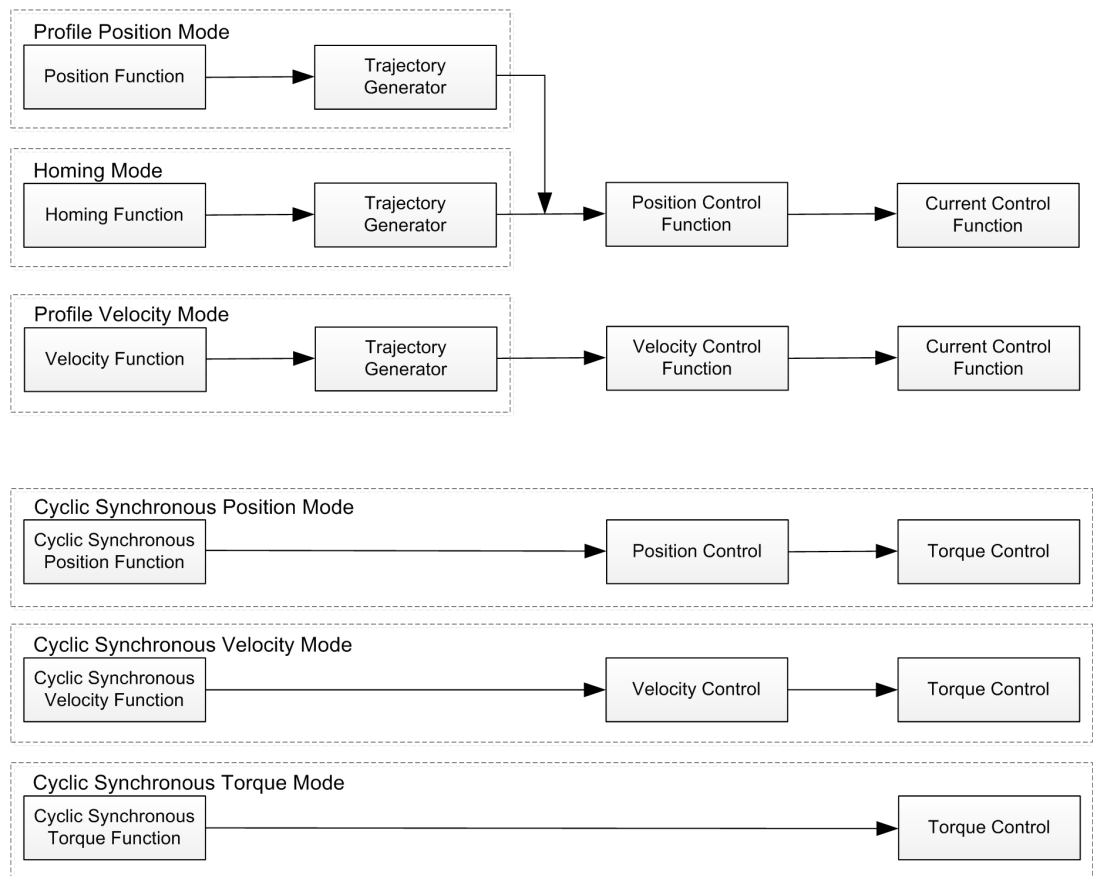 Profile Position Mode
Position Function
Trajectory
Generator
Homing Mode
Homing Function
Trajectory
Generator
Position Control
Function
Current Control
Function
Profile Velocity Mode
Velocity Function
Trajectory
Generator
Velocity Control
Function
Current Control
Function
Cyclic Synchronous Position Mode
Cyclic Synchronous
Position Function
Position Control
Torque Control
Cyclic Synchronous Velocity Mode
Cyclic Synchronous
Velocity Function
Velocity Control
Torque Control
Cyclic Synchronous Torque Mode
Cyclic Synchronous
Torque Function
Torque Control